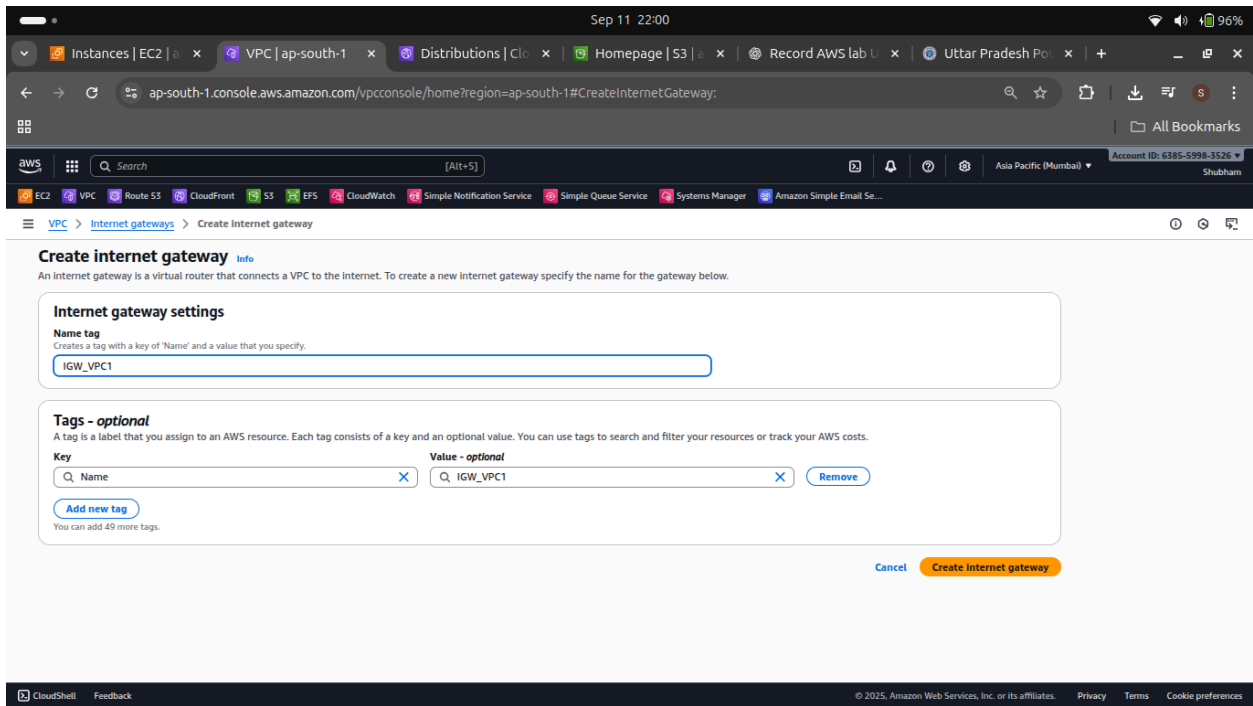 Sep 11 22:00
96%
Instances | EC2 | a
VPC | ap-south-1
Distributions | Clo
Homepage | S3 | a
Record AWS lab U
Uttar Pradesh Pov
ap-south-1.console.aws.amazon.com/vpcconsole/home?region=ap-south-1#CreateInternetGateway:
S
All Bookmarks
aws
Search
[Alt+S]
Asia Pacific (Mumbai)
Account ID: 6385-5998-3526
Shubham
EC2 VPC Route 53 CloudFront S3 EFS CloudWatch Simple Notification Service Simple Queue Service Systems Manager Amazon Simple Email Se...
VPC > Internet gateways > Create internet gateway
Create internet gateway Info
An internet gateway is a virtual router that connects a VPC to the internet. To create a new internet gateway specify the name for the gateway below.
Internet gateway settings
Name tag
Creates a tag with a key of 'Name' and a value that you specify.
IGW_VPC1
Tags - optional
A tag is a label that you assign to an AWS resource. Each tag consists of a key and an optional value. You can use tags to search and filter your resources or track your AWS costs.
Key Value - optional
Name IGW_VPC1 Remove
Add new tag
You can add 49 more tags.
Cancel Create internet gateway
CloudShell Feedback © 2025, Amazon Web Services, Inc. or its affiliates. Privacy Terms Cookie preferences